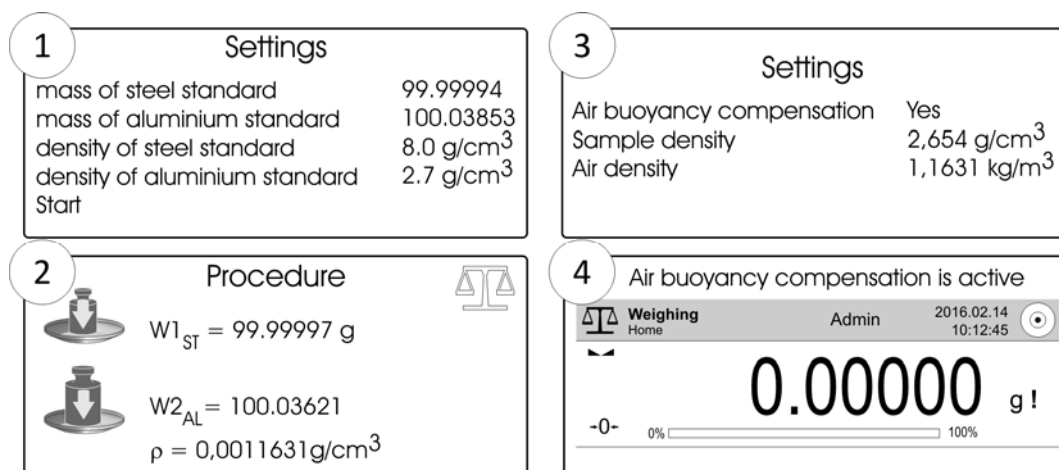 1
Settings
mass of steel standard 99.99994
mass of aluminium standard 100.03853
density of steel standard 8.0 g/cm3
density of aluminium standard 2.7 g/cm3
Start
2
Procedure
W1ST = 99.99997 g
W2AL = 100.03621
ρ = 0,0011631g/cm3
3
Settings
Air buoyancy compensation Yes
Sample density 2,654 g/cm3
Air density 1,1631 kg/m3
4
Air buoyancy compensation is active
Weighing Admin 2016.02.14
Home 10:12:45
0.00000 g !
→0← 0% 100%